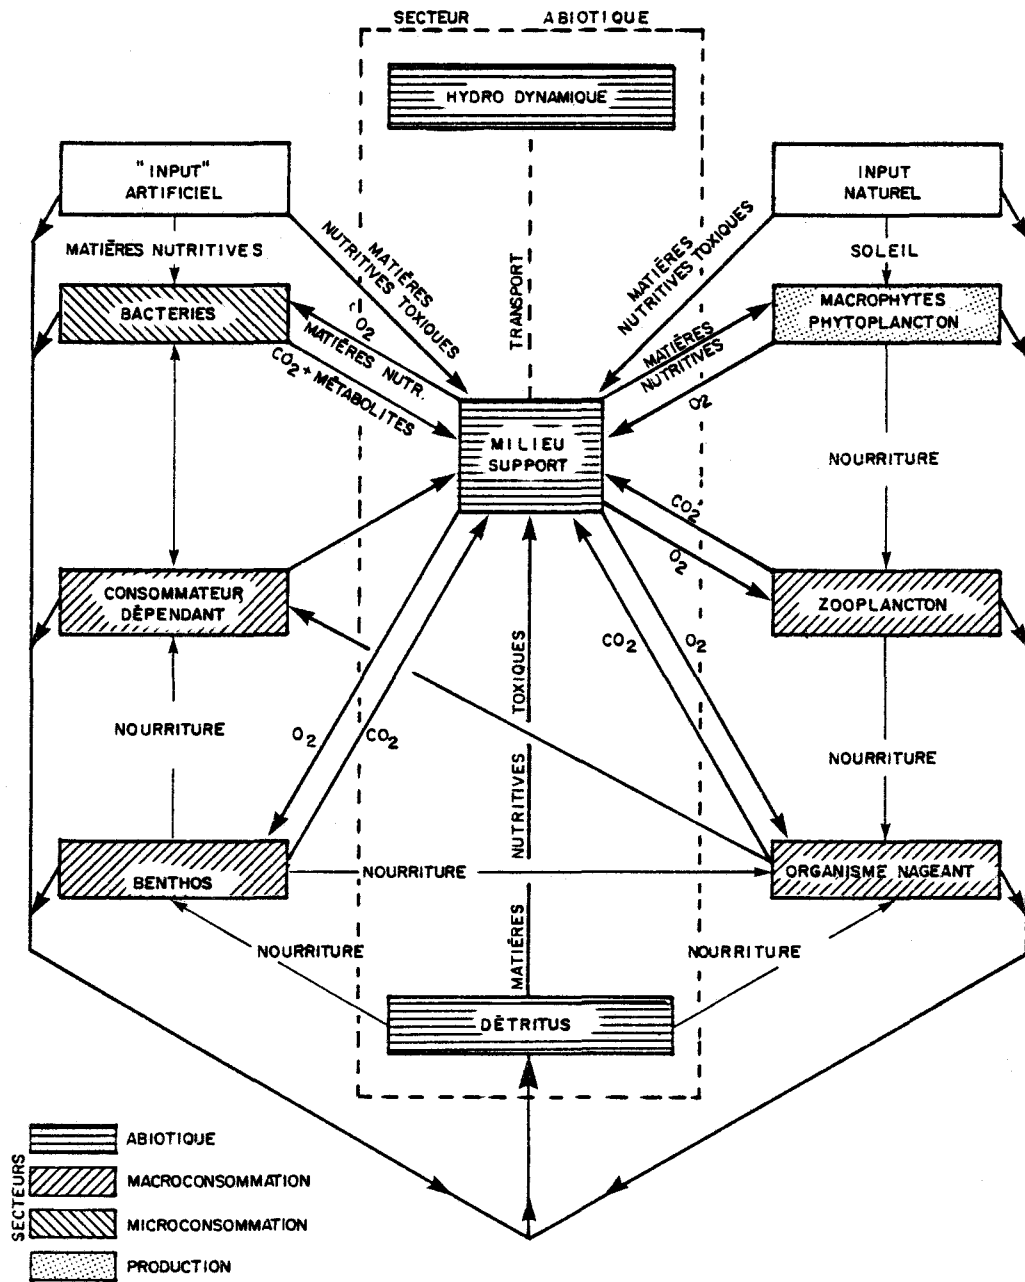 SECTEUR ABIOTIQUE
HYDRO DYNAMIQUE
"INPUT"
ARTIFICIEL
INPUT
NATUREL
MATIÈRES NUTRITIVES
MATIÉRES
NUTRITIVES TOXIQUES
TRANSPORT
MATIÈRES
NUTRITIVES TOXIQUES
SOLEIL
BACTERIES
MACROPHYTES
PHYTOPLANCTON
O2
MATIÈRES NUTR.
CO2 + MÉTABOLITES
MATIÈRES
NUTRITIVES
O2
MILIEU
SUPPORT
NOURRITURE
CO2
O2
CONSOMMATEUR
DÉPENDANT
ZOOPLANCTON
NOURRITURE
O2
CO2
CO2
O2
NOURRITURE
MATIÈRES NUTRITIVES TOXIQUES
BENTHOS
NOURRITURE
ORGANISME NAGEANT
NOURRITURE
NOURRITURE
DÉTRITUS
SECTEURS
ABIOTIQUE
MACROCONSOMMATION
MICROCONSOMMATION
PRODUCTION